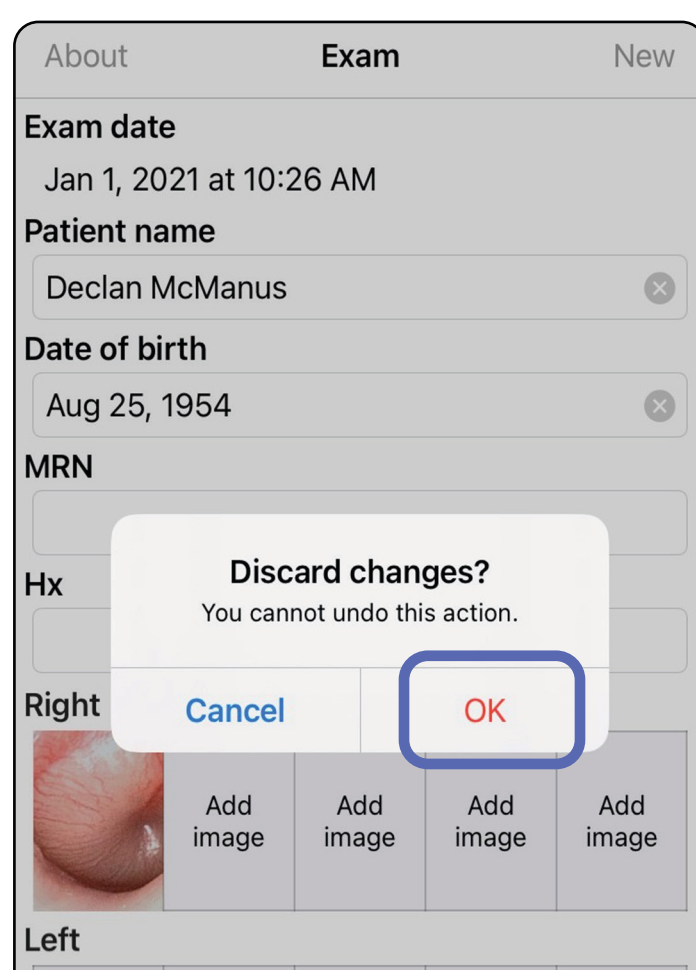 About Exam New
Exam date
Jan 1, 2021 at 10:26 AM
Patient name
Declan McManus
Date of birth
Aug 25, 1954
MRN
Discard changes?
Hx
You cannot undo this action.
Right
Cancel OK
Add image
Add image
Add image
Add image
Left